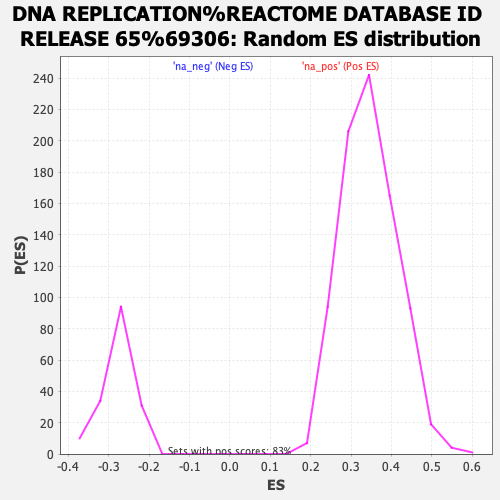 DNA REPLICATION%REACTOME DATABASE ID
RELEASE 65%69306: Random ES distribution
'na_neg' (Neg ES) 'na_pos' (Pos ES)
240
220
200
180
160
140
120
100
80
60
40
20
0
P(ES)
Sets with pos scores: 83%
-0.4 -0.3 -0.2 -0.1 0.0 0.1 0.2 0.3 0.4 0.5 0.6
ES